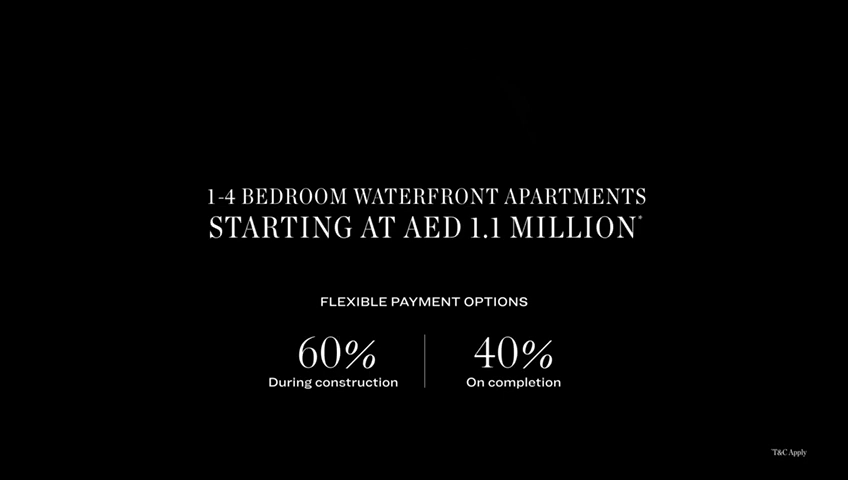 1-4 BEDROOM WATERFRONT APARTMENTS
STARTING AT AED 1.1 MILLION*
FLEXIBLE PAYMENT OPTIONS
60%
During construction
40%
On completion
*T&C Apply